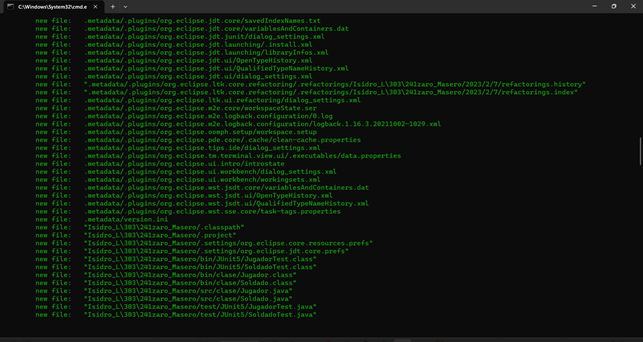 C:\Windows\System32\cmd.e
new file:   .metadata/.plugins/org.eclipse.jdt.core/savedIndexNames.txt
new file:   .metadata/.plugins/org.eclipse.jdt.core/variablesAndContainers.dat
new file:   .metadata/.plugins/org.eclipse.jdt.junit/dialog_settings.xml
new file:   .metadata/.plugins/org.eclipse.jdt.launching/.install.xml
new file:   .metadata/.plugins/org.eclipse.jdt.launching/libraryInfos.xml
new file:   .metadata/.plugins/org.eclipse.jdt.ui/OpenTypeHistory.xml
new file:   .metadata/.plugins/org.eclipse.jdt.ui/QualifiedTypeNameHistory.xml
new file:   .metadata/.plugins/org.eclipse.jdt.ui/dialog_settings.xml
new file:   ".metadata/.plugins/org.eclipse.ltk.core.refactoring/.refactorings/Isidro_L\303\241zaro_Masero/2023/2/7/refactorings.history"
new file:   ".metadata/.plugins/org.eclipse.ltk.core.refactoring/.refactorings/Isidro_L\303\241zaro_Masero/2023/2/7/refactorings.index"
new file:   .metadata/.plugins/org.eclipse.ltk.ui.refactoring/dialog_settings.xml
new file:   .metadata/.plugins/org.eclipse.m2e.core/workspaceState.ser
new file:   .metadata/.plugins/org.eclipse.m2e.logback.configuration/0.log
new file:   .metadata/.plugins/org.eclipse.m2e.logback.configuration/logback.1.16.3.20211002-1029.xml
new file:   .metadata/.plugins/org.eclipse.oomph.setup/workspace.setup
new file:   .metadata/.plugins/org.eclipse.pde.core/.cache/clean-cache.properties
new file:   .metadata/.plugins/org.eclipse.tips.ide/dialog_settings.xml
new file:   .metadata/.plugins/org.eclipse.tm.terminal.view.ui/.executables/data.properties
new file:   .metadata/.plugins/org.eclipse.ui.intro/introstate
new file:   .metadata/.plugins/org.eclipse.ui.workbench/dialog_settings.xml
new file:   .metadata/.plugins/org.eclipse.ui.workbench/workingsets.xml
new file:   .metadata/.plugins/org.eclipse.wst.jsdt.core/variablesAndContainers.dat
new file:   .metadata/.plugins/org.eclipse.wst.jsdt.ui/OpenTypeHistory.xml
new file:   .metadata/.plugins/org.eclipse.wst.jsdt.ui/QualifiedTypeNameHistory.xml
new file:   .metadata/.plugins/org.eclipse.wst.sse.core/task-tags.properties
new file:   .metadata/version.ini
new file:   "Isidro_L\303\241zaro_Masero/.classpath"
new file:   "Isidro_L\303\241zaro_Masero/.project"
new file:   "Isidro_L\303\241zaro_Masero/.settings/org.eclipse.core.resources.prefs"
new file:   "Isidro_L\303\241zaro_Masero/.settings/org.eclipse.jdt.core.prefs"
new file:   "Isidro_L\303\241zaro_Masero/bin/JUnit5/JugadorTest.class"
new file:   "Isidro_L\303\241zaro_Masero/bin/JUnit5/SoldadoTest.class"
new file:   "Isidro_L\303\241zaro_Masero/bin/clase/Jugador.class"
new file:   "Isidro_L\303\241zaro_Masero/bin/clase/Soldado.class"
new file:   "Isidro_L\303\241zaro_Masero/src/clase/Jugador.java"
new file:   "Isidro_L\303\241zaro_Masero/src/clase/Soldado.java"
new file:   "Isidro_L\303\241zaro_Masero/test/JUnit5/JugadorTest.java"
new file:   "Isidro_L\303\241zaro_Masero/test/JUnit5/SoldadoTest.java"